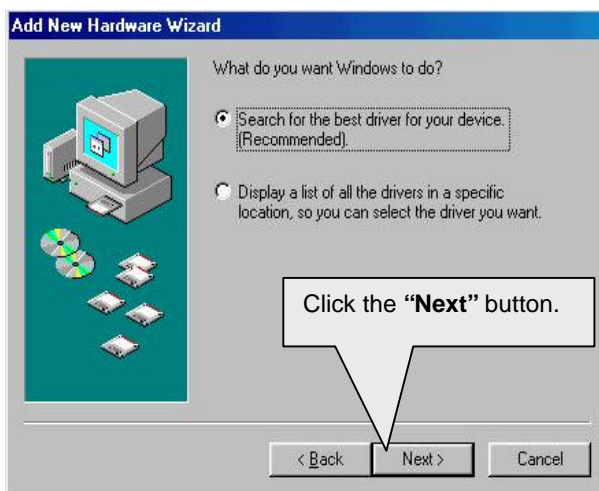 Add New Hardware Wizard
What do you want Windows to do?
Search for the best driver for your device.
(Recommended).
Display a list of all the drivers in a specific
location, so you can select the driver you want.
Click the “Next” button.
< Back
Next >
Cancel